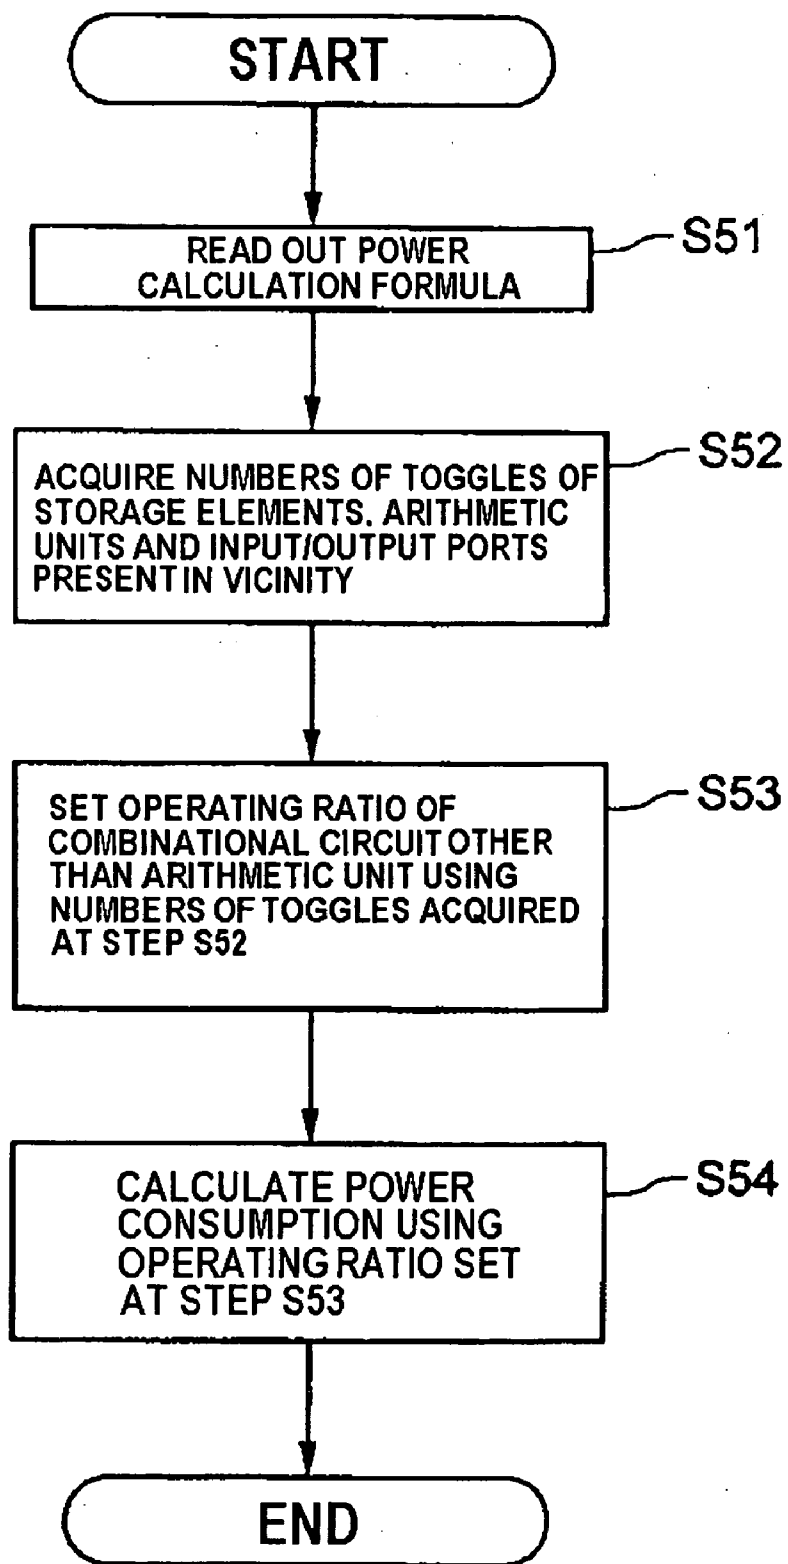 START
READ OUT POWER
CALCULATION FORMULA
S51
ACQUIRE NUMBERS OF TOGGLES OF
STORAGE ELEMENTS, ARITHMETIC
UNITS AND INPUT/OUTPUT PORTS
PRESENT IN VICINITY
S52
SET OPERATING RATIO OF
COMBINATIONAL CIRCUIT OTHER
THAN ARITHMETIC UNIT USING
NUMBERS OF TOGGLES ACQUIRED
AT STEP S52
S53
CALCULATE POWER
CONSUMPTION USING
OPERATING RATIO SET
AT STEP S53
S54
END